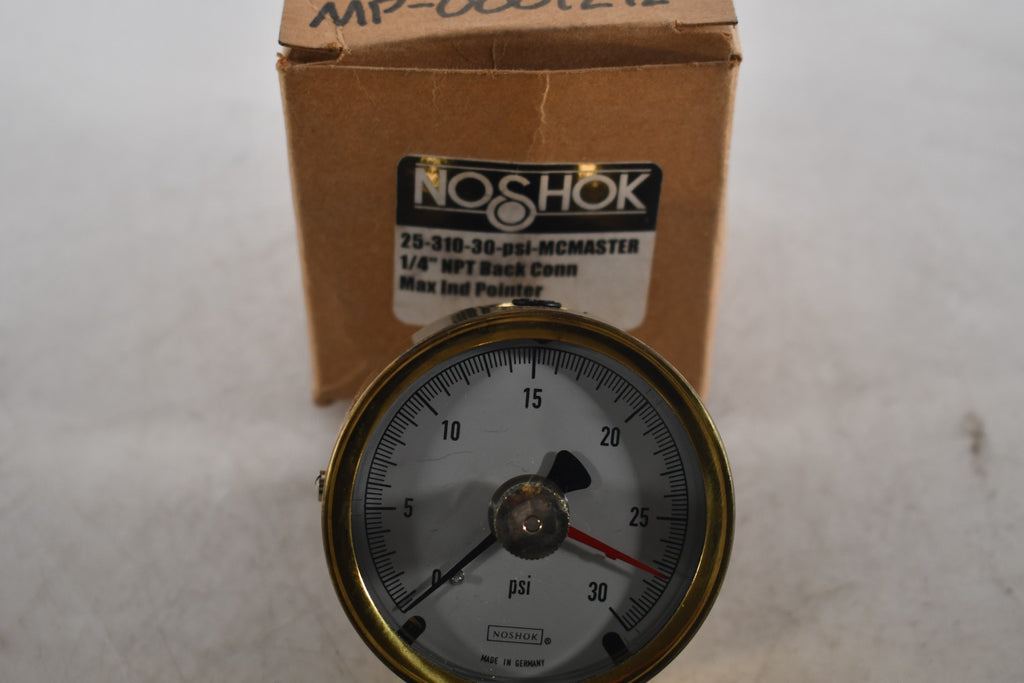 NOSHOK
25-310-30-psi-MCMASTER
1/4" NPT Back Conn
Max Ind Pointer
15
10
20
5
25
0
psi
30
NOSHOK ®
MADE IN GERMANY